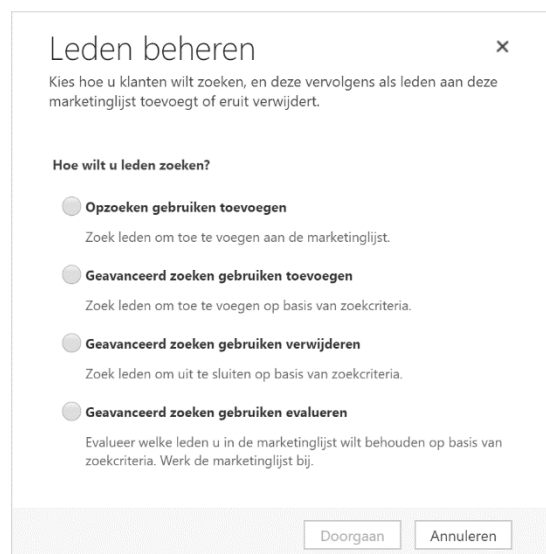 Leden beheren
Kies hoe u klanten wilt zoeken, en deze vervolgens als leden aan deze
marketinglijst toevoegt of eruit verwijdert.
Hoe wilt u leden zoeken?
Opzoeken gebruiken toevoegen
Zoek leden om toe te voegen aan de marketinglijst.
Geavanceerd zoeken gebruiken toevoegen
Zoek leden om toe te voegen op basis van zoekcriteria.
Geavanceerd zoeken gebruiken verwijderen
Zoek leden om uit te sluiten op basis van zoekcriteria.
Geavanceerd zoeken gebruiken evalueren
Evalueer welke leden u in de marketinglijst wilt behouden op basis van
zoekcriteria. Werk de marketinglijst bij.
Doorgaan Annuleren